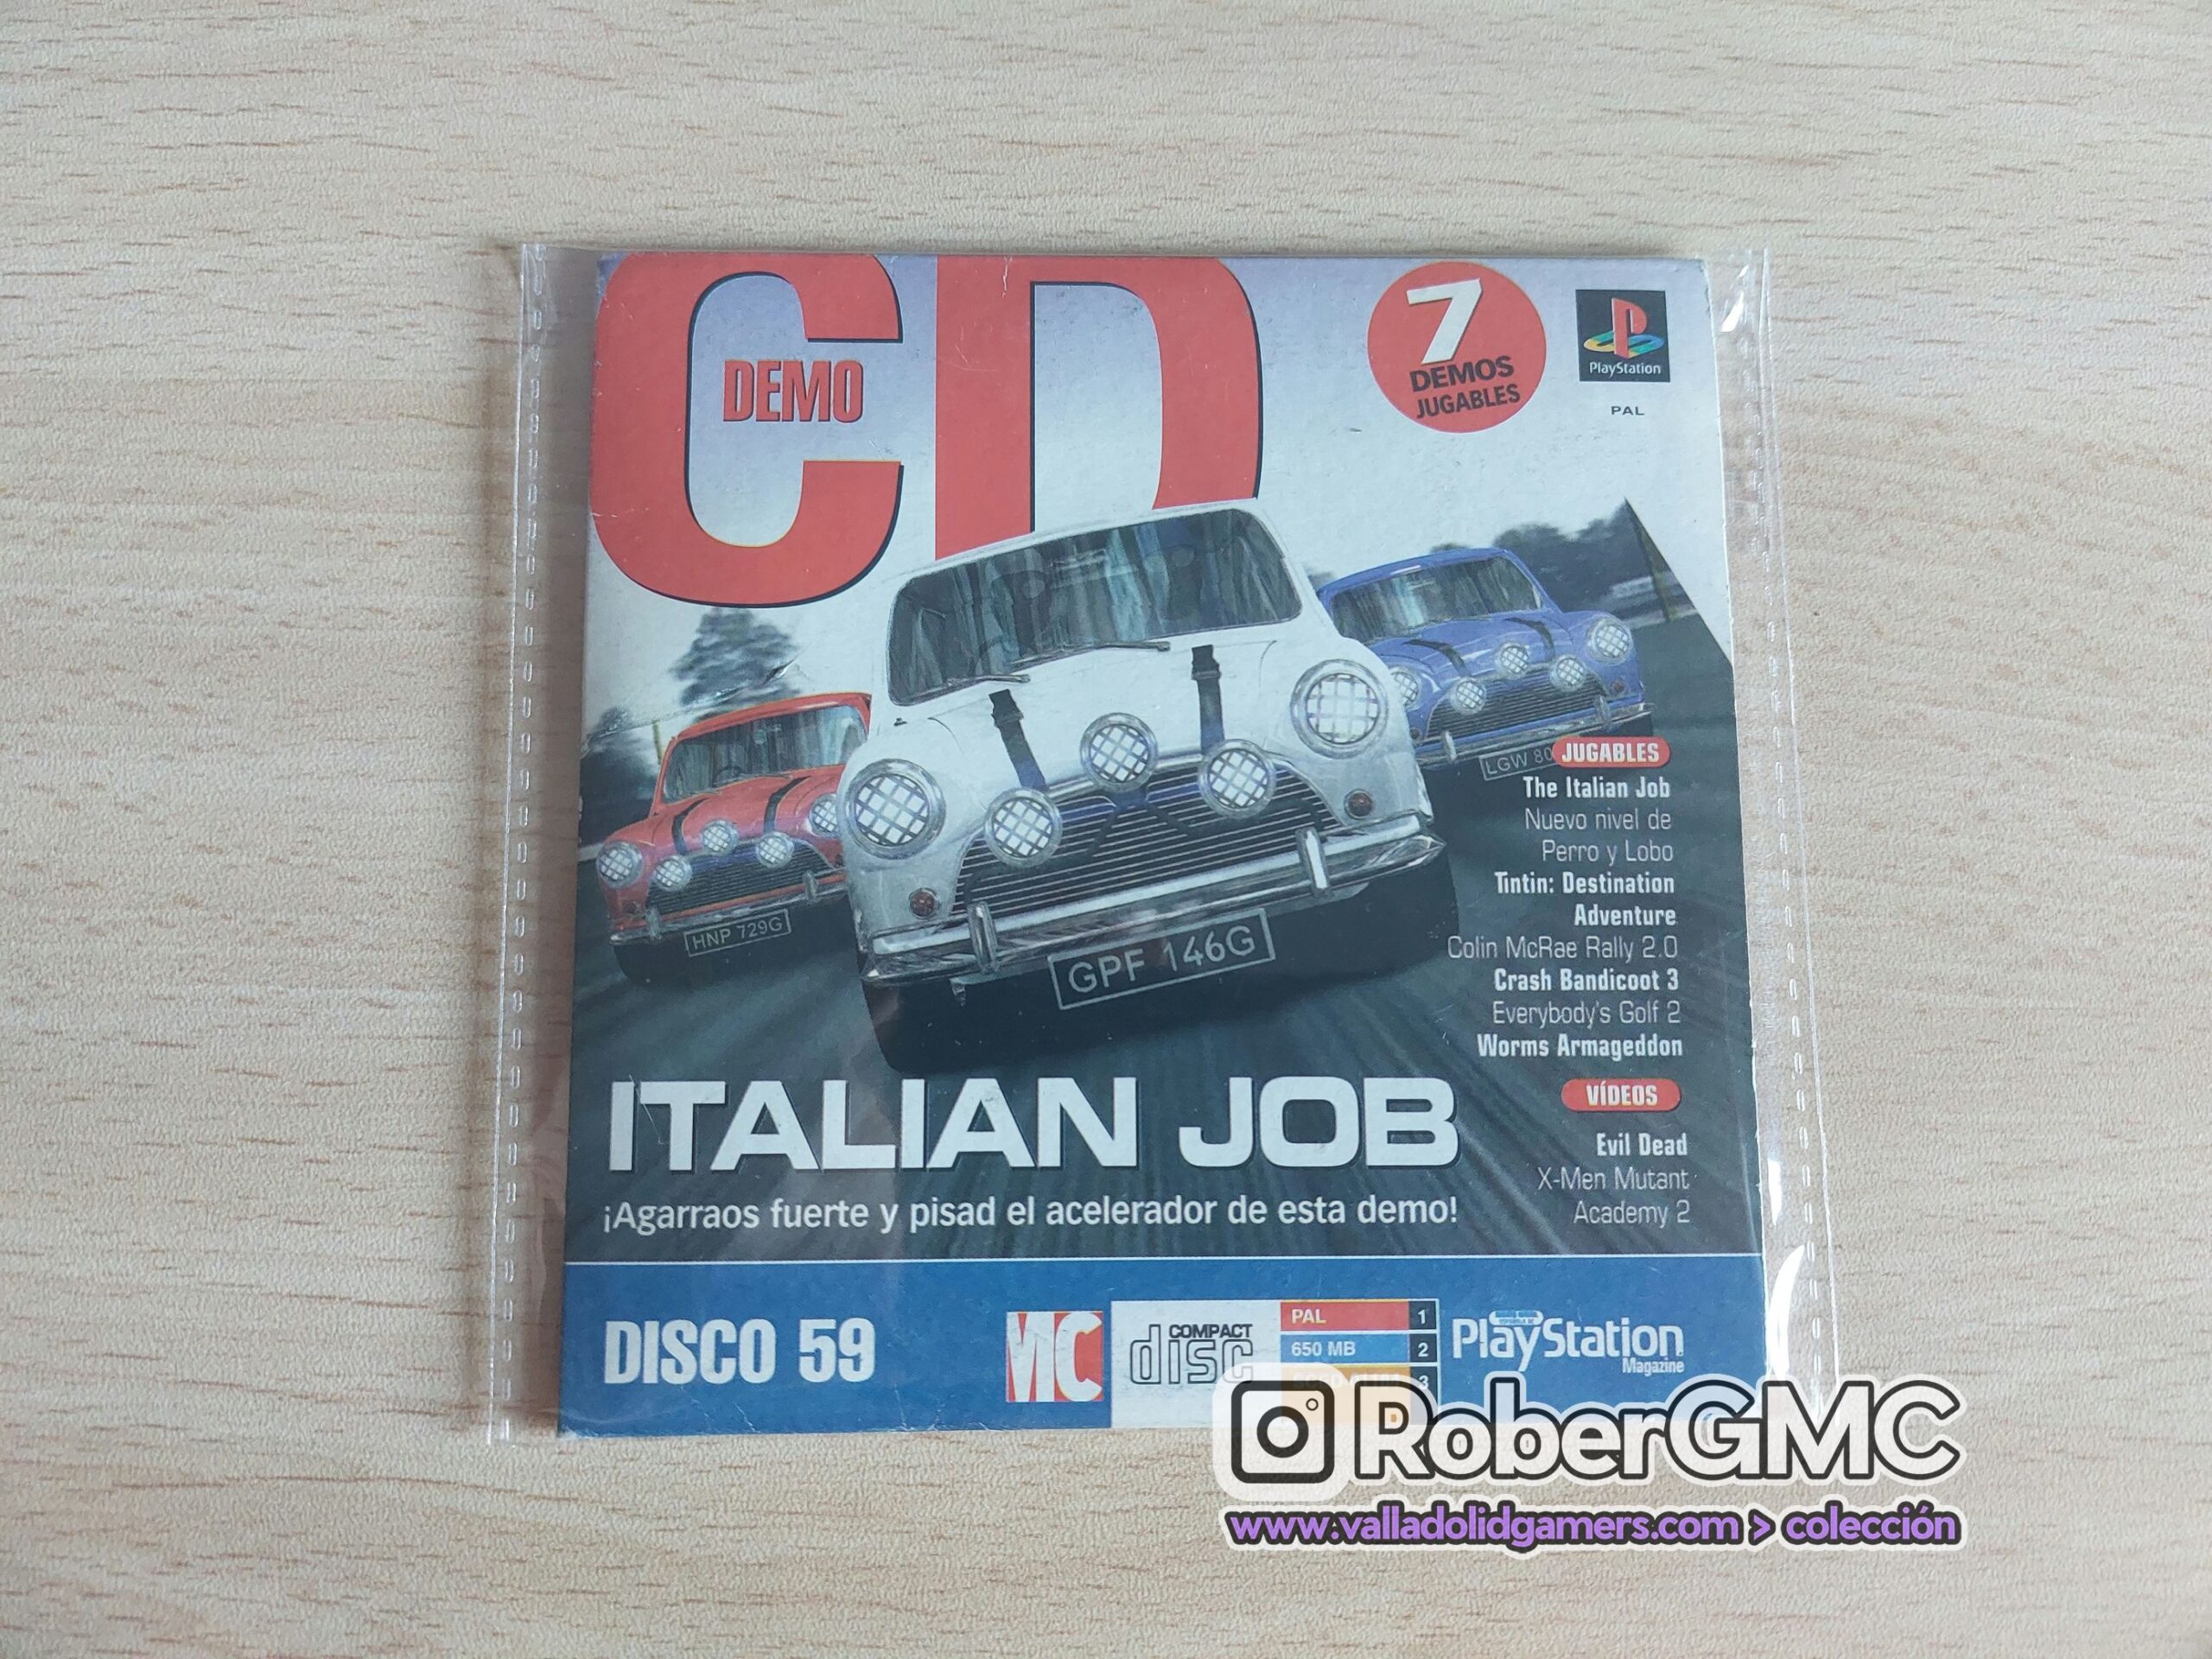 CD
DEMO
7
DEMOS
JUGABLES
PlayStation
PAL
HNP 729G
GPF 146G
LGW 80
JUGABLES
The Italian Job
Nuevo nivel de
Perro y Lobo
Tintin: Destination
Adventure
Colin McRae Rally 2.0
Crash Bandicoot 3
Everybody's Golf 2
Worms Armageddon
VÍDEOS
Evil Dead
X-Men Mutant
Academy 2
ITALIAN JOB
¡Agarraos fuerte y pisad el acelerador de esta demo!
DISCO 59
MC
COMPACT
disc
PAL 1
650 MB 2
3
PlayStation
Magazine
RoberGMC
www.valladolidgamers.com > colección